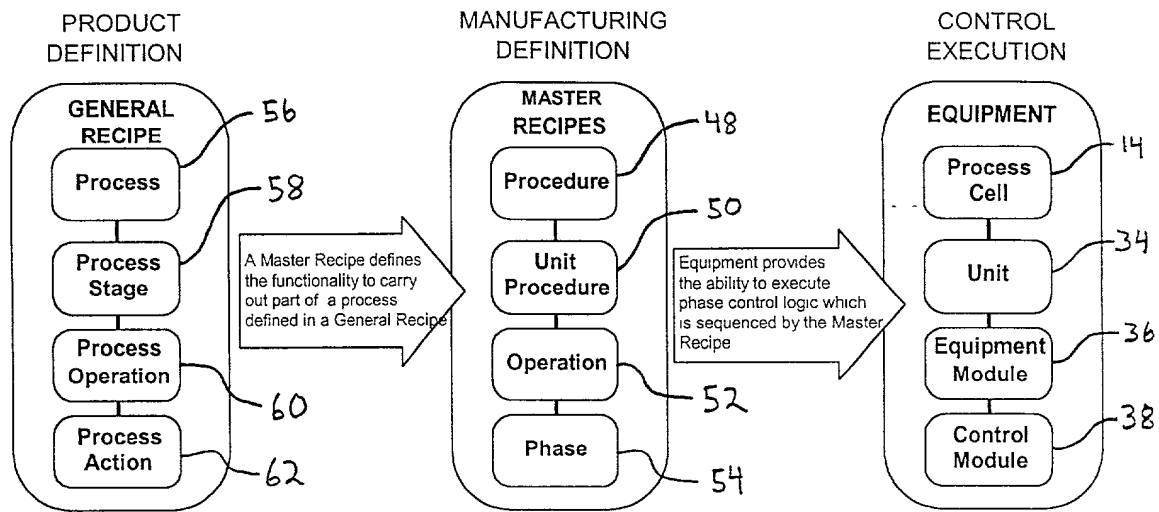 PRODUCT
DEFINITION
GENERAL
RECIPE
56
Process
58
Process
Stage
Process
Operation
60
Process
Action
62
A Master Recipe defines
the functionality to carry
out part of a process
defined in a General Recipe
MANUFACTURING
DEFINITION
MASTER
RECIPES
48
Procedure
50
Unit
Procedure
Operation
52
Phase
54
Equipment provides
the ability to execute
phase control logic which
is sequenced by the Master
Recipe
CONTROL
EXECUTION
EQUIPMENT
14
Process
Cell
34
Unit
36
Equipment
Module
38
Control
Module